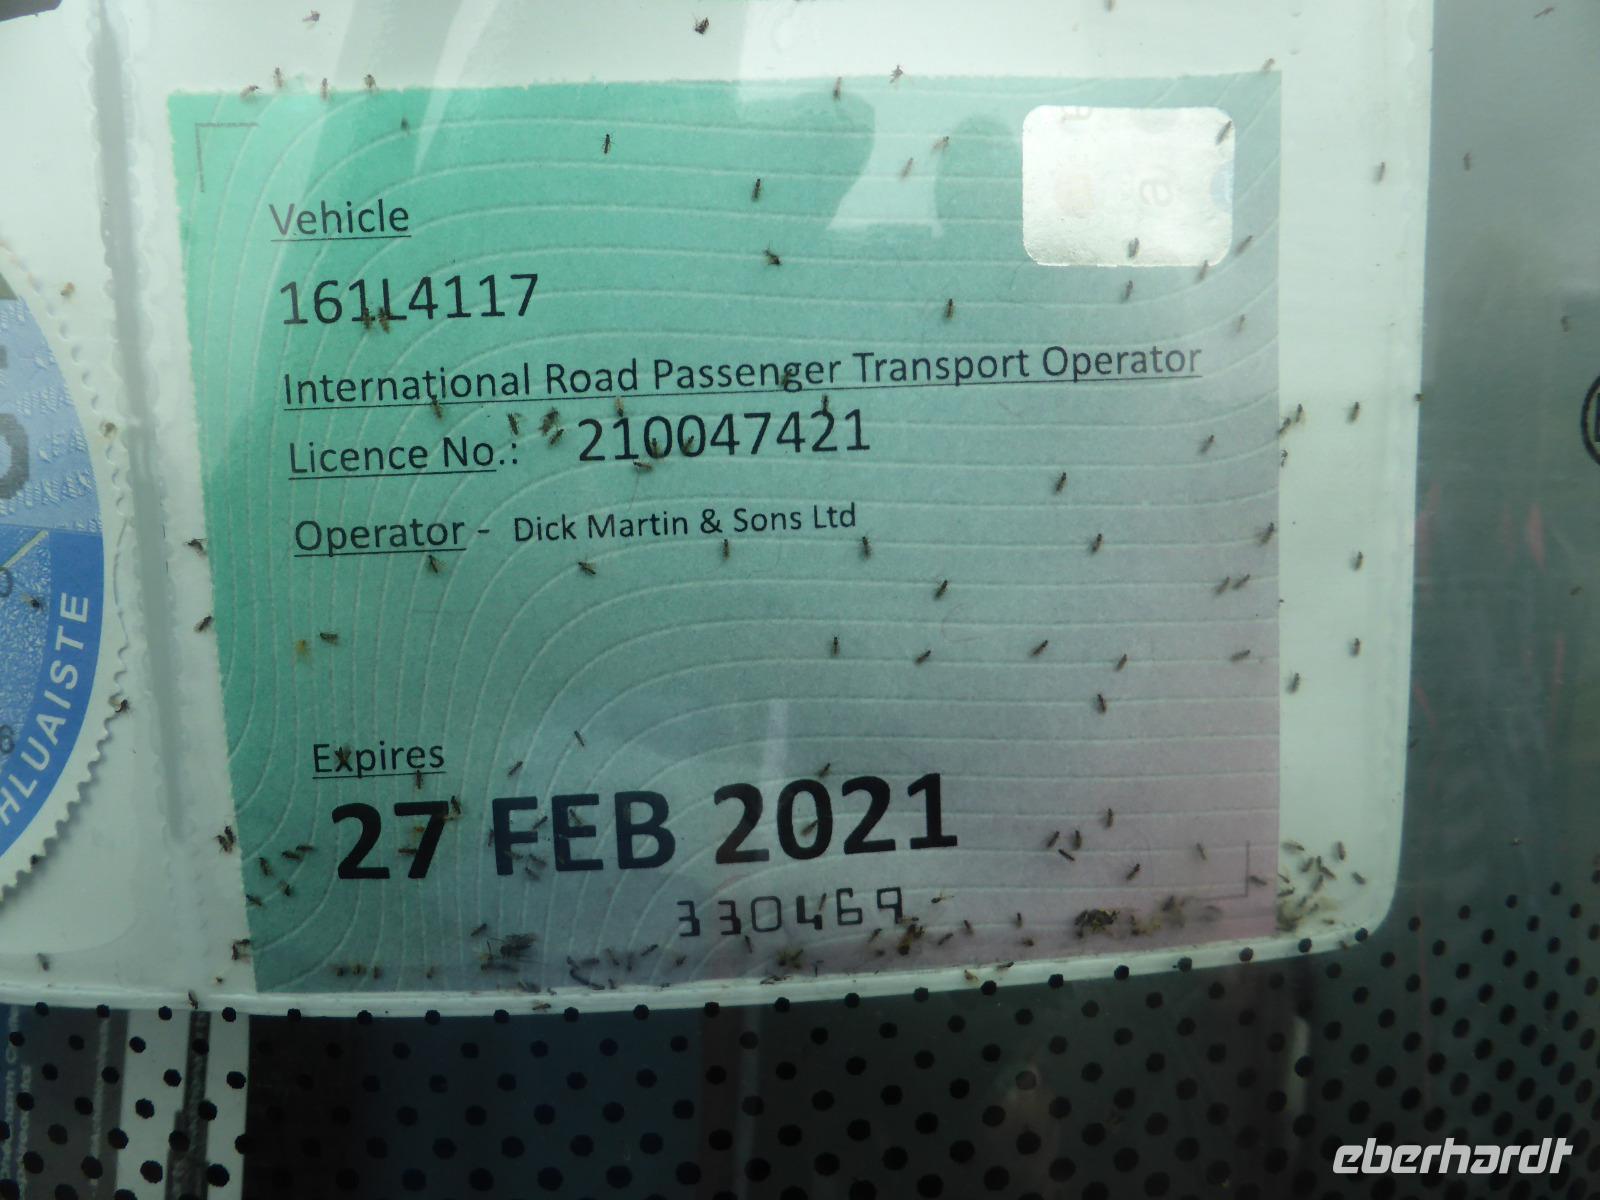 Vehicle
161L4117
International Road Passenger Transport Operator
Licence No.: 210047421
Operator - Dick Martin & Sons Ltd
Expires
27 FEB 2021
330469
HLUAISTE
eberhardt